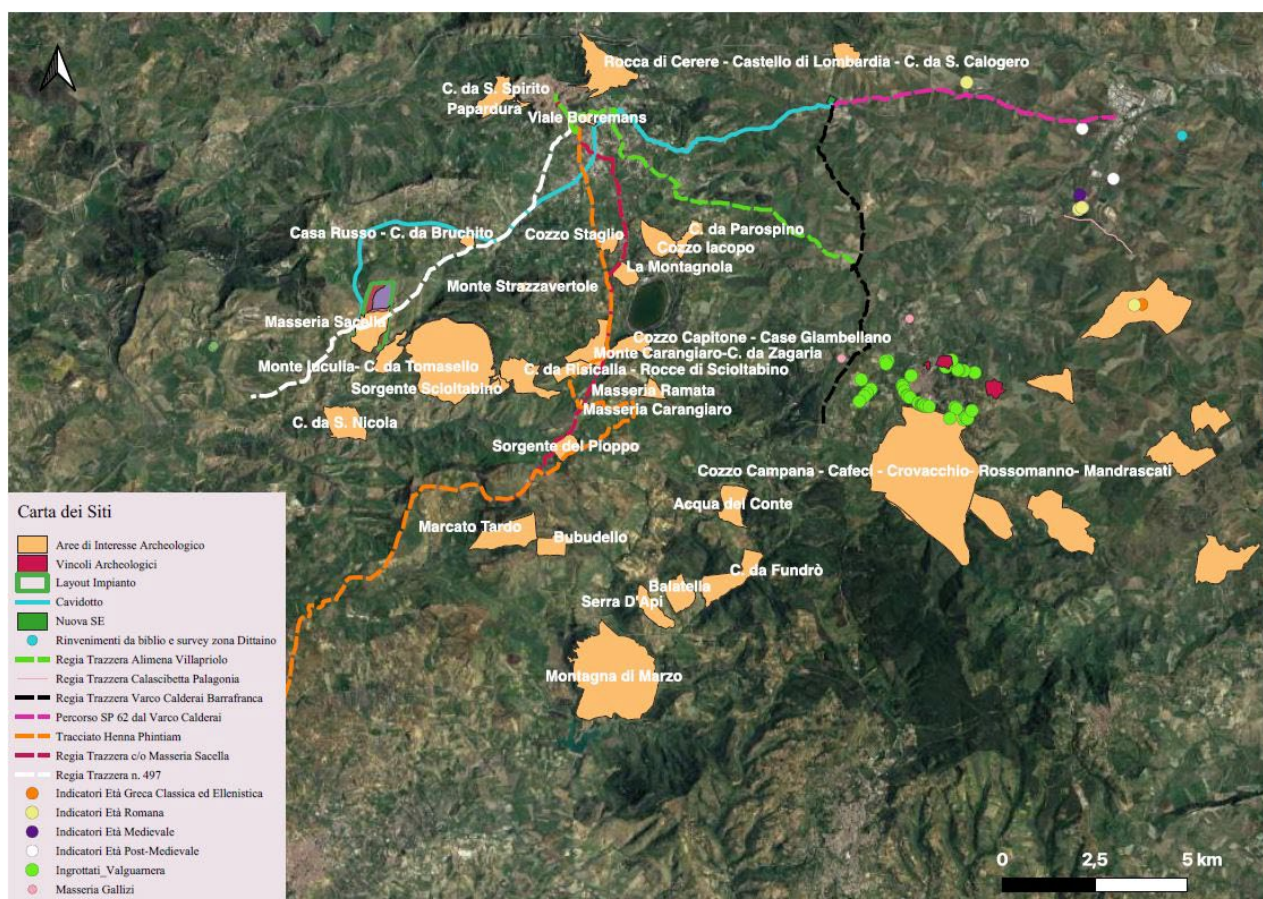 Rocca di Cerere - Castello di Lombardia - C. da S. Calogero
C. da S. Spirito
Papardura
Viale Borremans
Casa Russo - C. da Bruchito
Cozzo Staglio
C. da Parospino
Cozzo Iacopo
La Montagnola
Monte Strazzavertole
Masseria Sacella
Cozzo Capitone - Case Giambellano
Monte Carangiaro-C. da Zagaria
Monte Iuculia- C. da Tomasello
C. da Risicalla - Rocce di Scioltabino
Sorgente Scioltabino
Masseria Ramata
Masseria Carangiaro
C. da S. Nicola
Sorgente del Pioppo
Cozzo Campana - Cafeci - Crovacchio- Rossomanno- Mandrascati
Acqua del Conte
Marcato Tardo
Bubudello
C. da Fundrò
Balatella
Serra D'Api
Montagna di Marzo
Carta dei Siti
Aree di Interesse Archeologico
Vincoli Archeologici
Layout Impianto
Cavidotto
Nuova SE
Rinvenimenti da biblio e survey zona Dittaino
Regia Trazzera Alimena Villapriolo
Regia Trazzera Calascibetta Palagonia
Regia Trazzera Varco Calderai Barrafranca
Percorso SP 62 dal Varco Calderai
Tracciato Henna Phintiam
Regia Trazzera c/o Masseria Sacella
Regia Trazzera n. 497
Indicatori Età Greca Classica ed Ellenistica
Indicatori Età Romana
Indicatori Età Medievale
Indicatori Età Post-Medievale
Ingrottati_Valguarnera
Masseria Gallizi
0 2,5 5 km